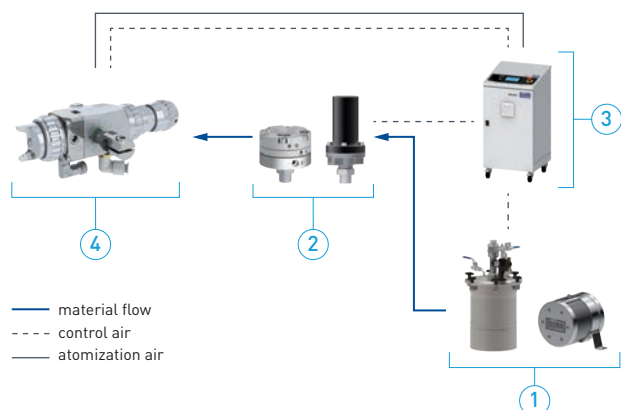 3
4
2
material flow
control air
atomization air
1